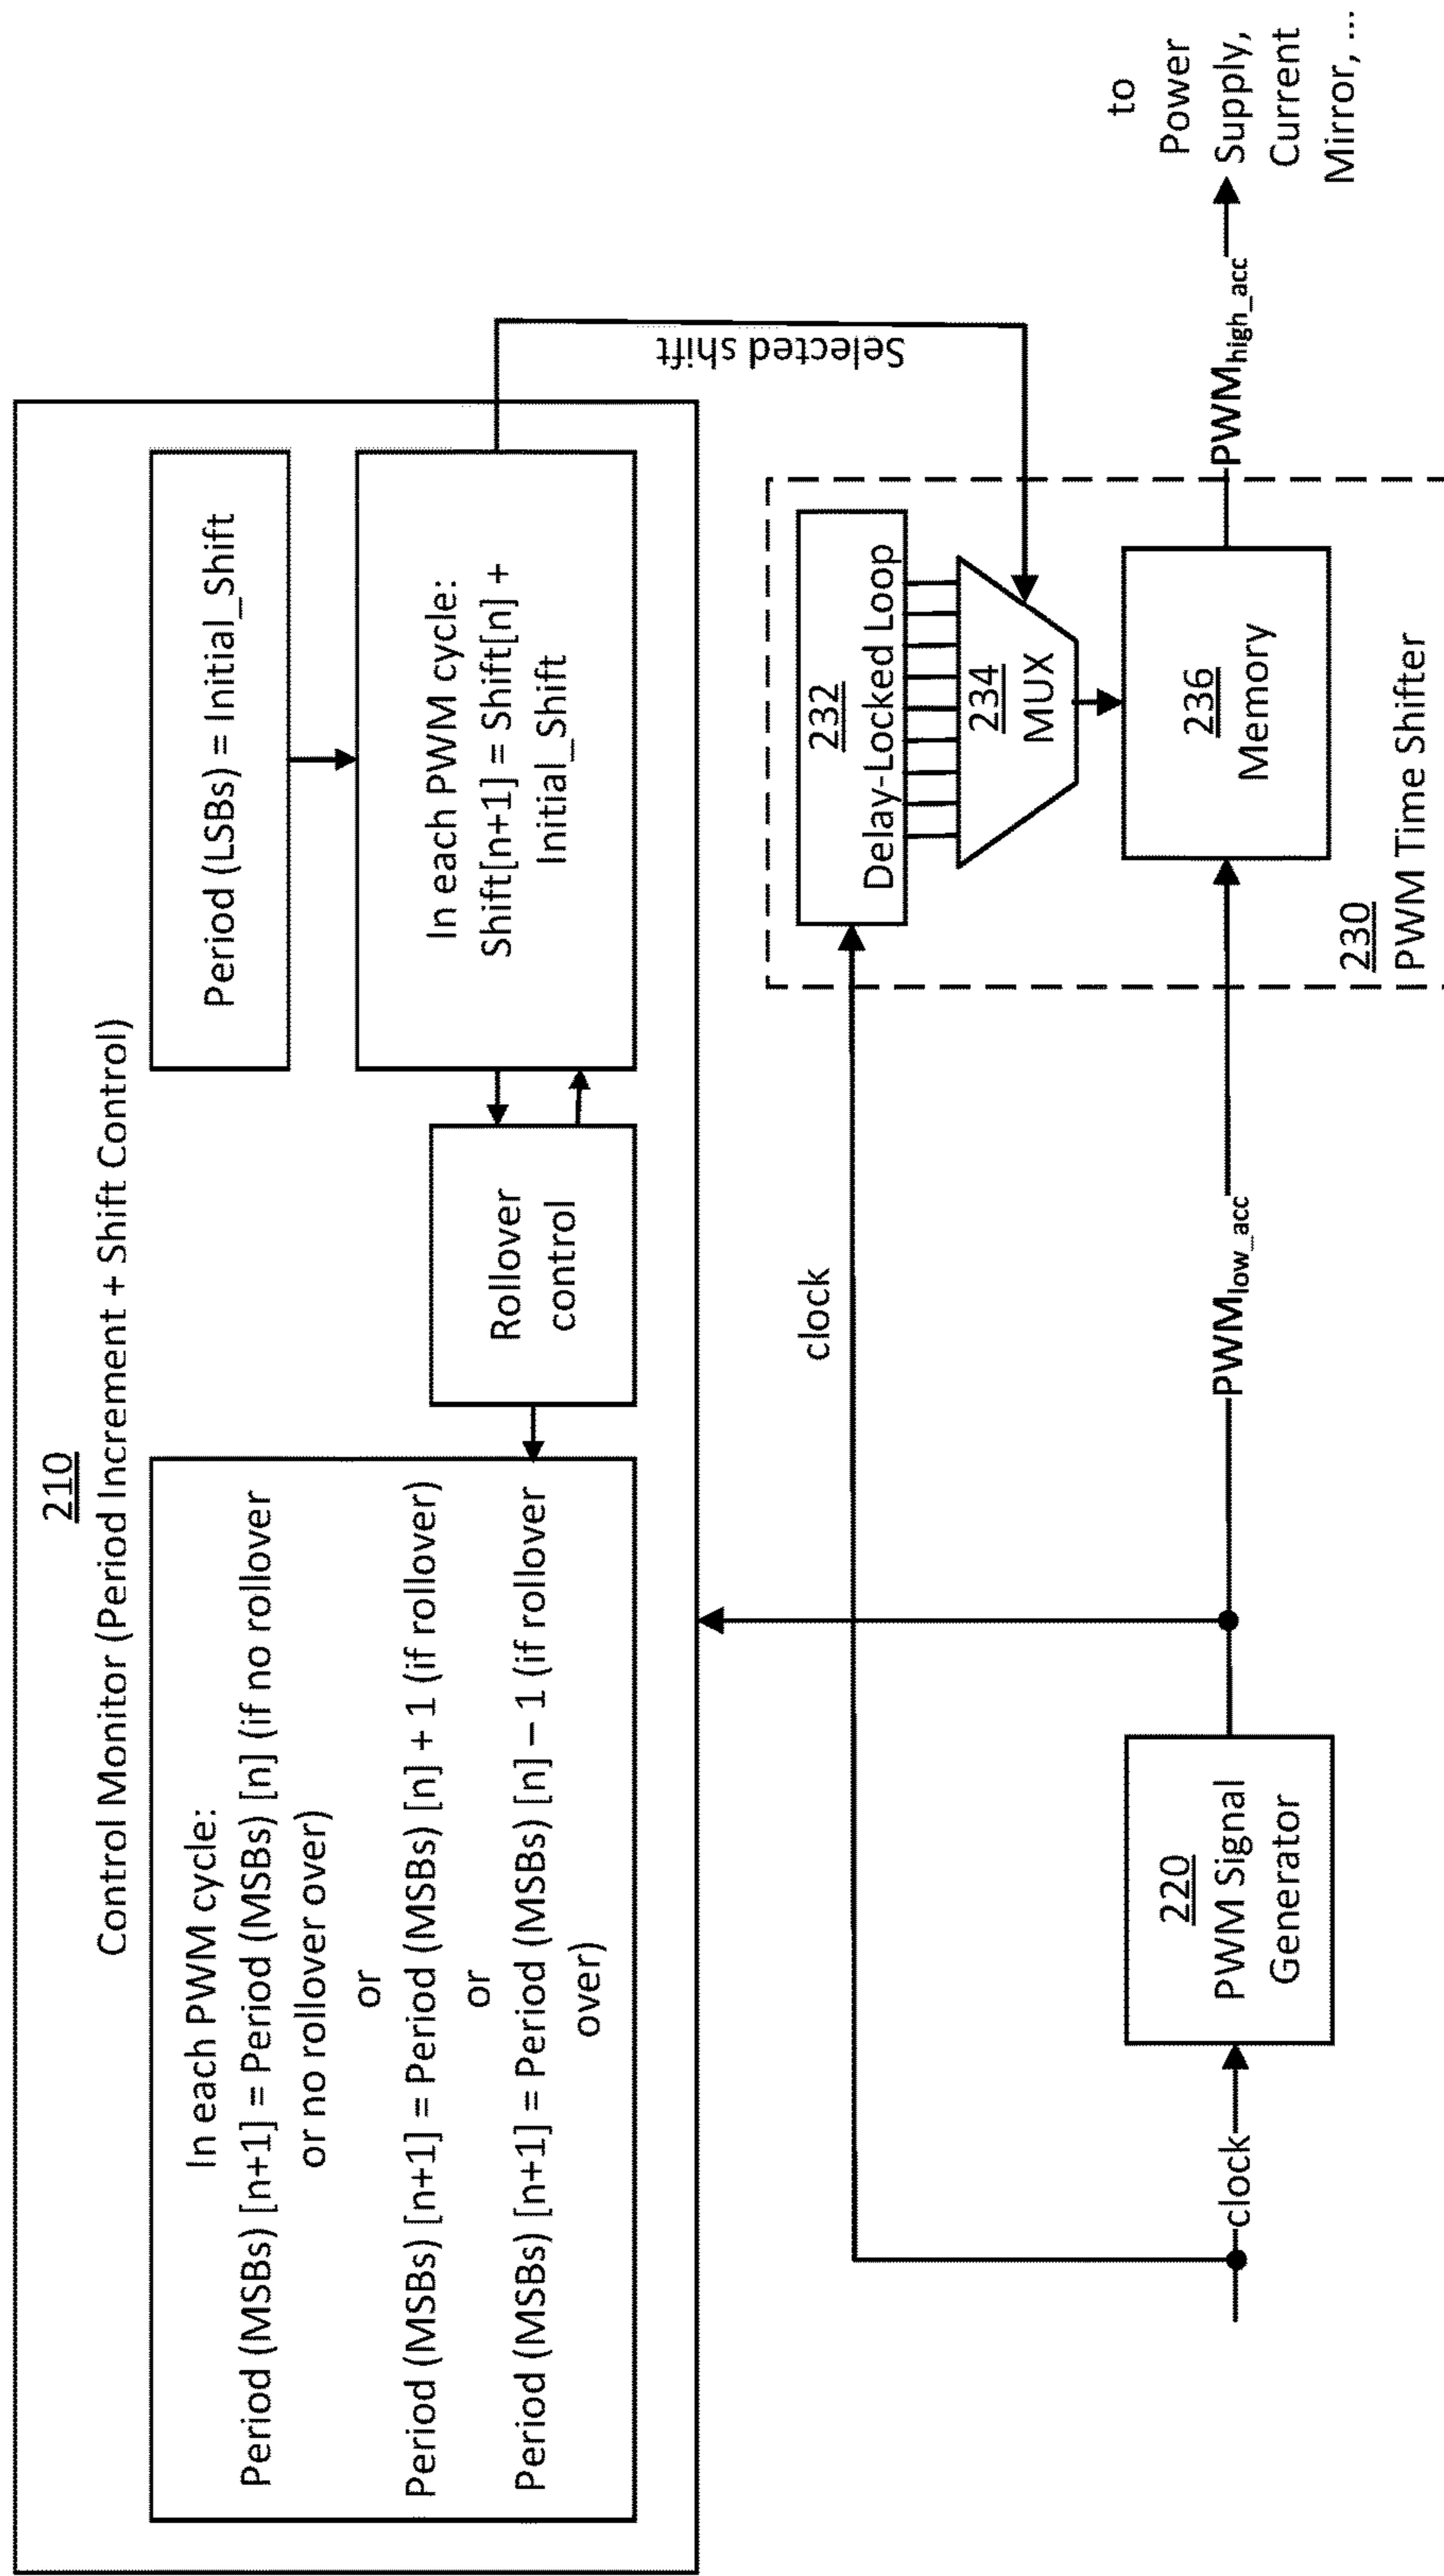 210
Control Monitor (Period Increment + Shift Control)
In each PWM cycle:
Period (MSBs) [n+1] = Period (MSBs) [n] (if no rollover
or no rollover over)
or
Period (MSBs) [n+1] = Period (MSBs) [n] + 1 (if rollover)
or
Period (MSBs) [n+1] = Period (MSBs) [n] – 1 (if rollover
over)
Rollover
control
Period (LSBs) = Initial_Shift
In each PWM cycle:
Shift[n+1] = Shift[n] +
Initial_Shift
Selected shift
clock
232
Delay-Locked Loop
234
MUX
236
Memory
230
PWM Time Shifter
clock
220
PWM Signal
Generator
PWMlow_acc
PWMhigh_acc
to
Power
Supply,
Current
Mirror, ...